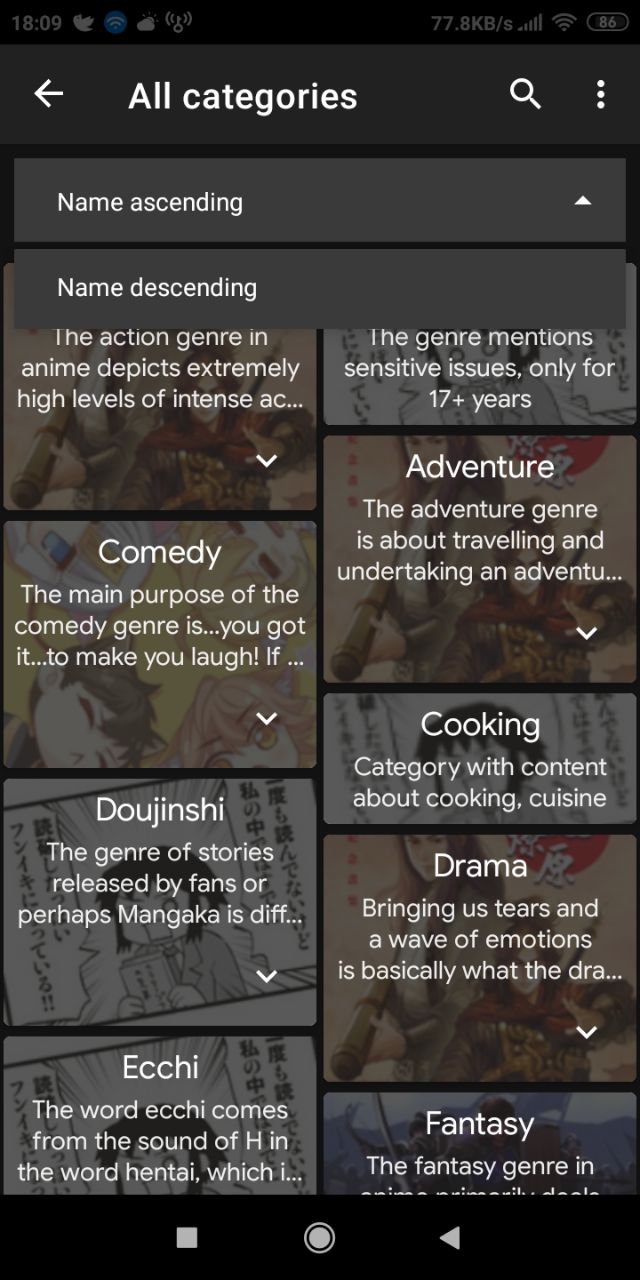 18:09
77.8KB/s
86
All categories
Name ascending
Name descending
The action genre in
anime depicts extremely
high levels of intense ac...
The genre mentions
sensitive issues, only for
17+ years
Adventure
The adventure genre
is about travelling and
undertaking an adventu...
Comedy
The main purpose of the
comedy genre is...you got
it...to make you laugh! If ...
Cooking
Category with content
about cooking, cuisine
Doujinshi
The genre of stories
released by fans or
perhaps Mangaka is diff...
Drama
Bringing us tears and
a wave of emotions
is basically what the dra...
Ecchi
The word ecchi comes
from the sound of H in
the word hentai, which i...
Fantasy
The fantasy genre in